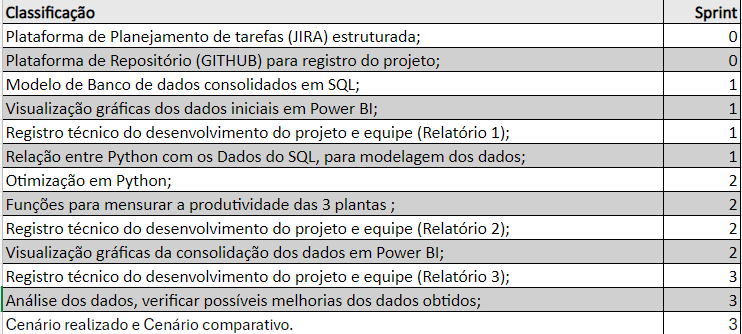 Classificação Sprint
Plataforma de Planejamento de tarefas (JIRA) estruturada; 0
Plataforma de Repositório (GITHUB) para registro do projeto; 0
Modelo de Banco de dados consolidados em SQL; 1
Visualização gráficas dos dados iniciais em Power BI; 1
Registro técnico do desenvolvimento do projeto e equipe (Relatório 1); 1
Relação entre Python com os Dados do SQL, para modelagem dos dados; 1
Otimização em Python; 2
Funções para mensurar a produtividade das 3 plantas ; 2
Registro técnico do desenvolvimento do projeto e equipe (Relatório 2); 2
Visualização gráficas da consolidação dos dados em Power BI; 2
Registro técnico do desenvolvimento do projeto e equipe (Relatório 3); 3
Análise dos dados, verificar possíveis melhorias dos dados obtidos; 3
Cenário realizado e Cenário comparativo. 3